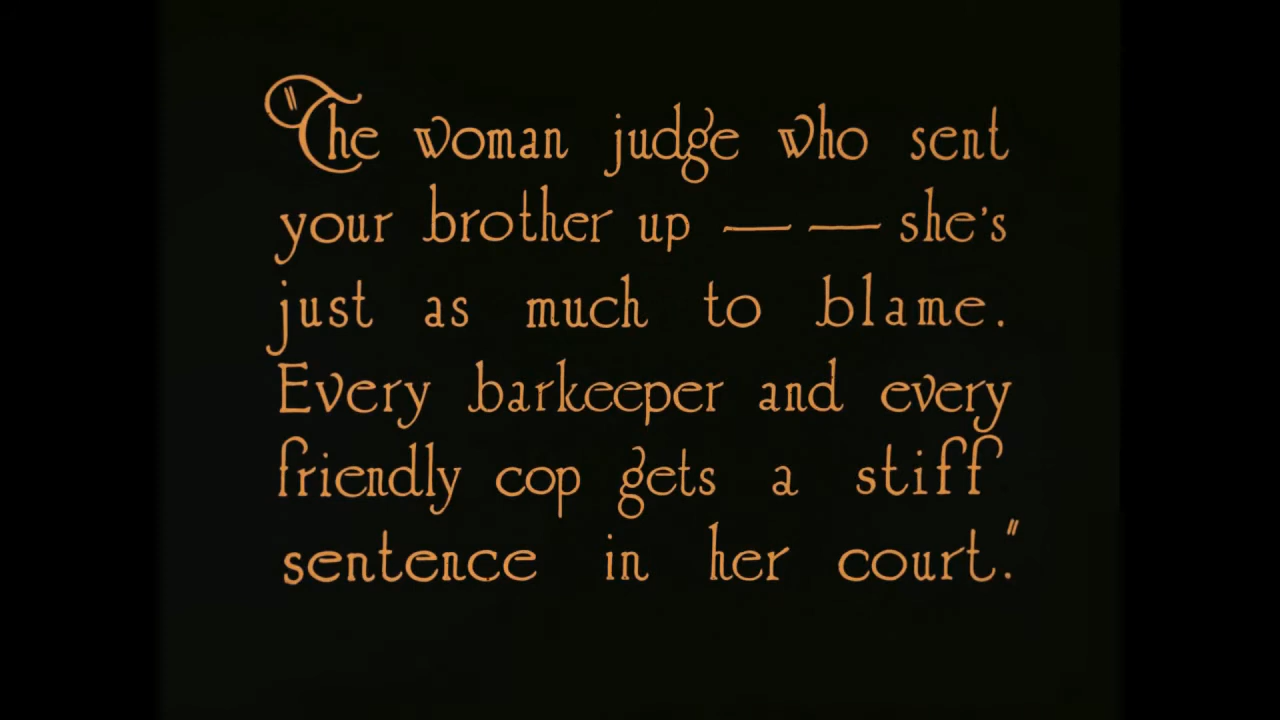 "The woman judge who sent
your brother up — — she's
just as much to blame.
Every barkeeper and every
friendly cop gets a stiff
sentence in her court."